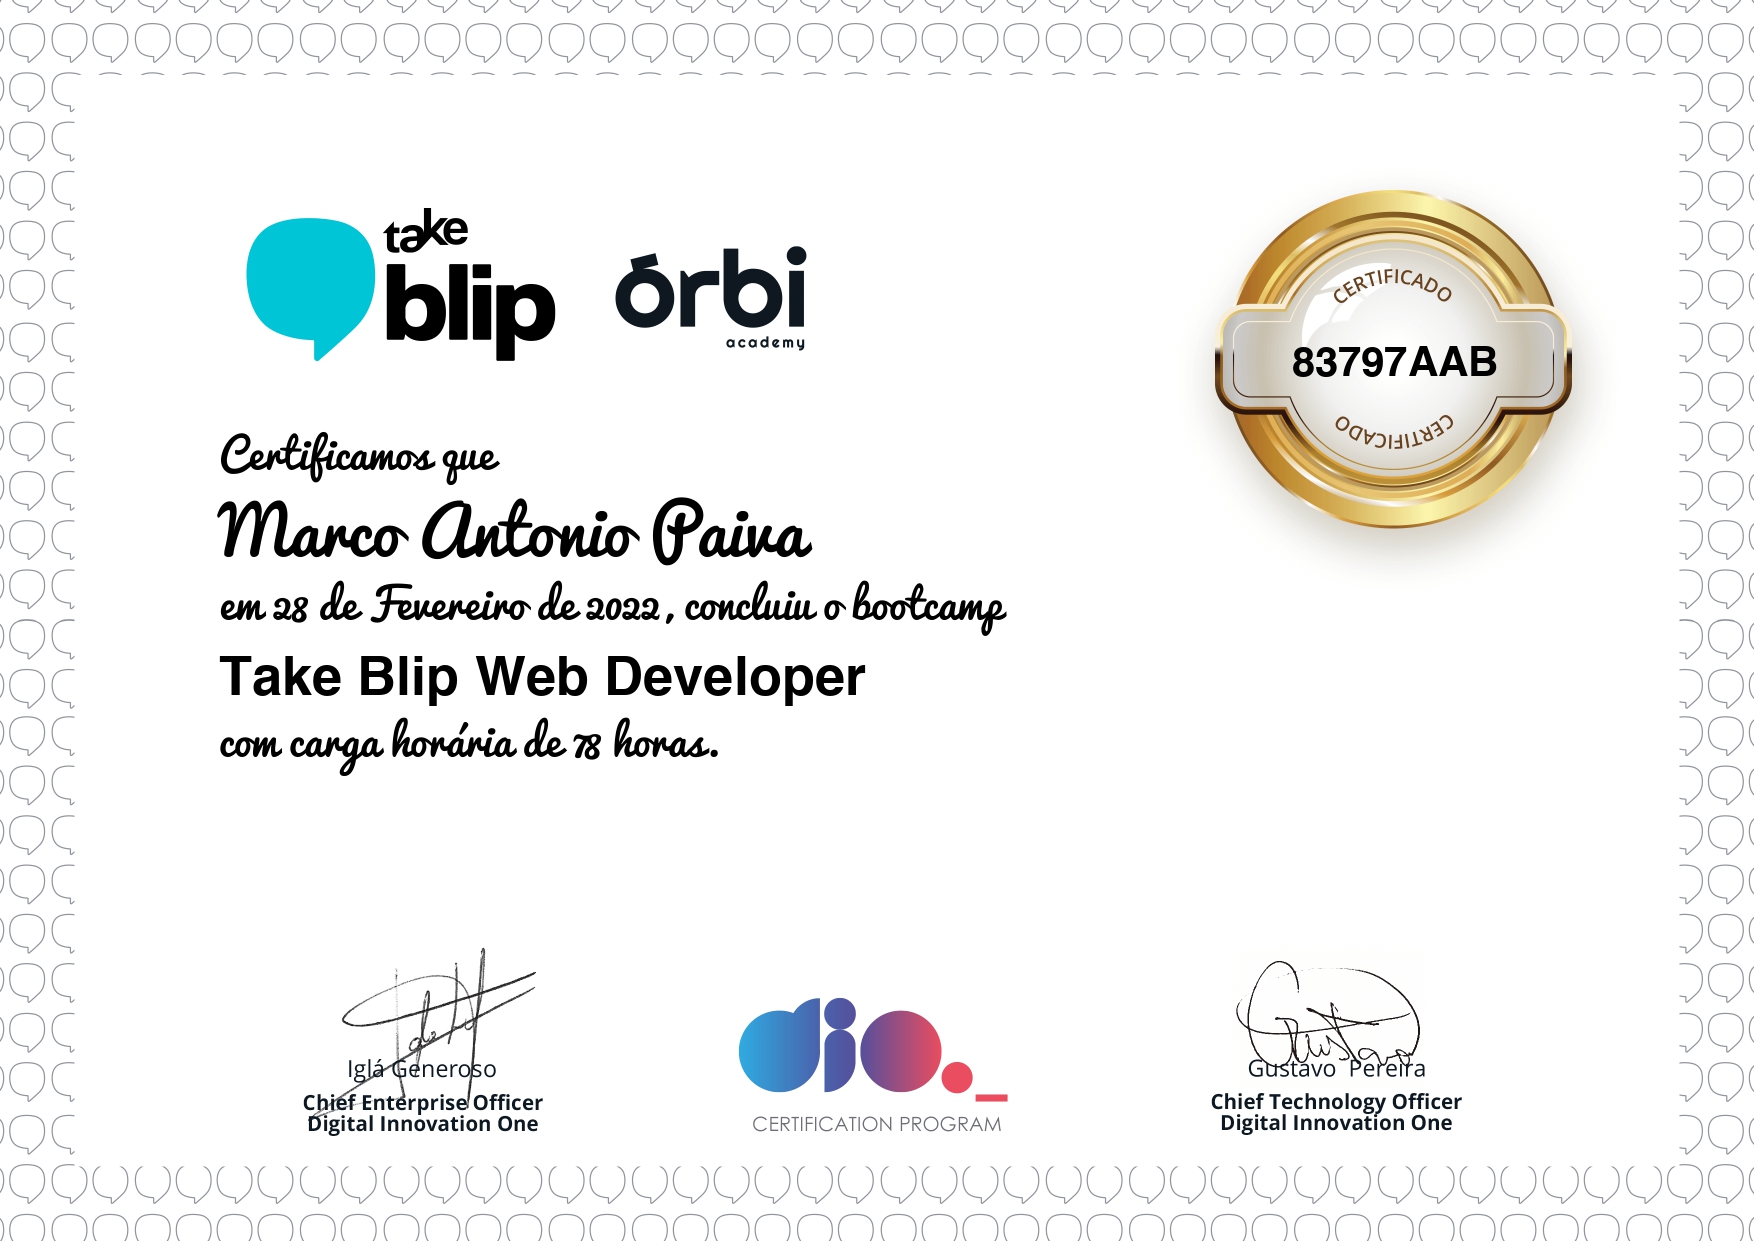 take
blip
órbi
academy
CERTIFICADO
83797AAB
CERTIFICADO
Certificamos que
Marco Antonio Paiva
em 28 de Fevereiro de 2022, concluiu o bootcamp
Take Blip Web Developer
com carga horária de 78 horas.
Iglá Generoso
Chief Enterprise Officer
Digital Innovation One
dio._
CERTIFICATION PROGRAM
Gustavo Pereira
Chief Technology Officer
Digital Innovation One